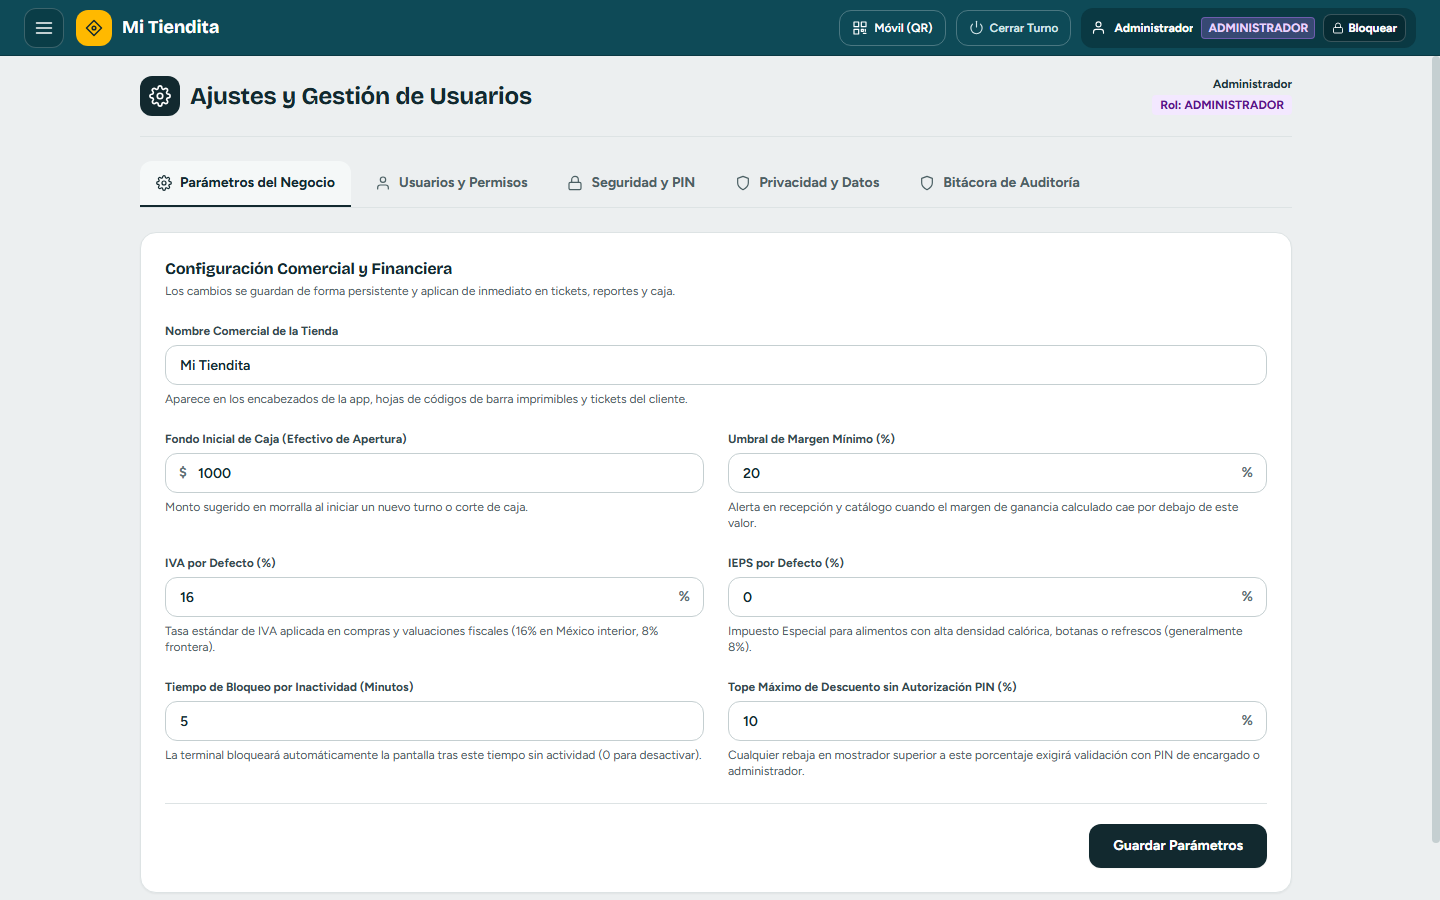 Mi Tiendita
Móvil (QR)
Cerrar Turno
Administrador
ADMINISTRADOR
Bloquear
Ajustes y Gestión de Usuarios
Administrador
Rol: ADMINISTRADOR
Parámetros del Negocio
Usuarios y Permisos
Seguridad y PIN
Privacidad y Datos
Bitácora de Auditoría
Configuración Comercial y Financiera
Los cambios se guardan de forma persistente y aplican de inmediato en tickets, reportes y caja.
Nombre Comercial de la Tienda
Mi Tiendita
Aparece en los encabezados de la app, hojas de códigos de barra imprimibles y tickets del cliente.
Fondo Inicial de Caja (Efectivo de Apertura)
$ 1000
Monto sugerido en morralla al iniciar un nuevo turno o corte de caja.
Umbral de Margen Mínimo (%)
20 %
Alerta en recepción y catálogo cuando el margen de ganancia calculado cae por debajo de este
valor.
IVA por Defecto (%)
16 %
Tasa estándar de IVA aplicada en compras y valuaciones fiscales (16% en México interior, 8%
frontera).
IEPS por Defecto (%)
0 %
Impuesto Especial para alimentos con alta densidad calórica, botanas o refrescos (generalmente
8%).
Tiempo de Bloqueo por Inactividad (Minutos)
5
La terminal bloqueará automáticamente la pantalla tras este tiempo sin actividad (0 para desactivar).
Tope Máximo de Descuento sin Autorización PIN (%)
10 %
Cualquier rebaja en mostrador superior a este porcentaje exigirá validación con PIN de encargado o
administrador.
Guardar Parámetros